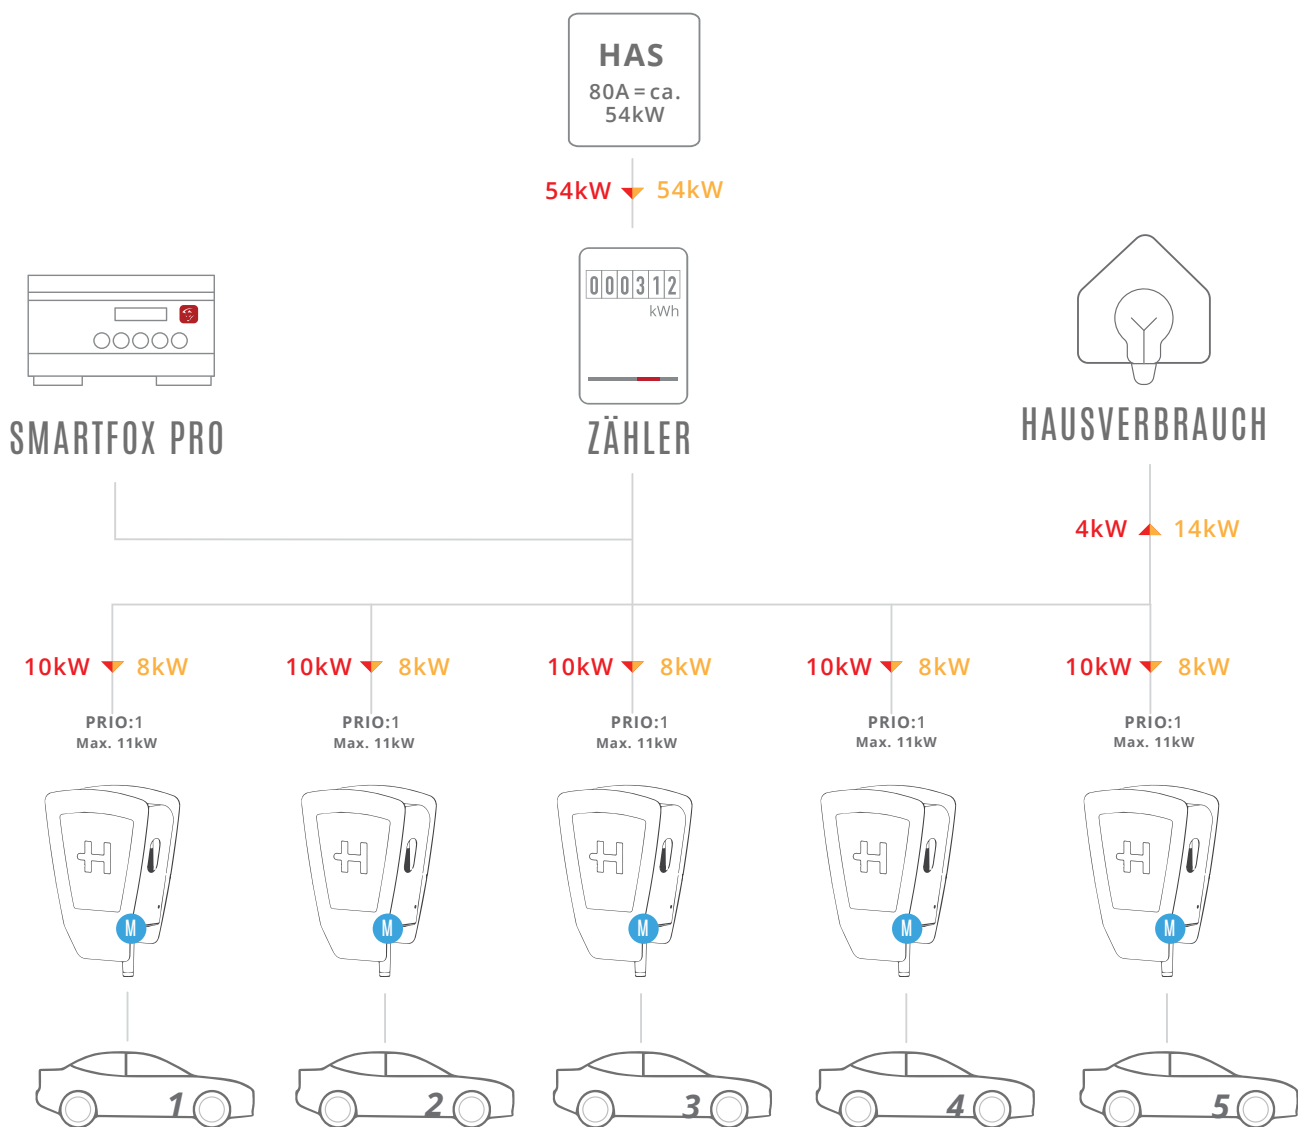 HAS
80A = ca.
54kW
54kW 54kW
000312
kWh
SMARTFOX PRO
ZÄHLER
HAUSVERBRAUCH
4kW 14kW
10kW 8kW
10kW 8kW
10kW 8kW
10kW 8kW
10kW 8kW
PRIO:1
Max. 11kW
PRIO:1
Max. 11kW
PRIO:1
Max. 11kW
PRIO:1
Max. 11kW
PRIO:1
Max. 11kW
M
M
M
M
M
1
2
3
4
5